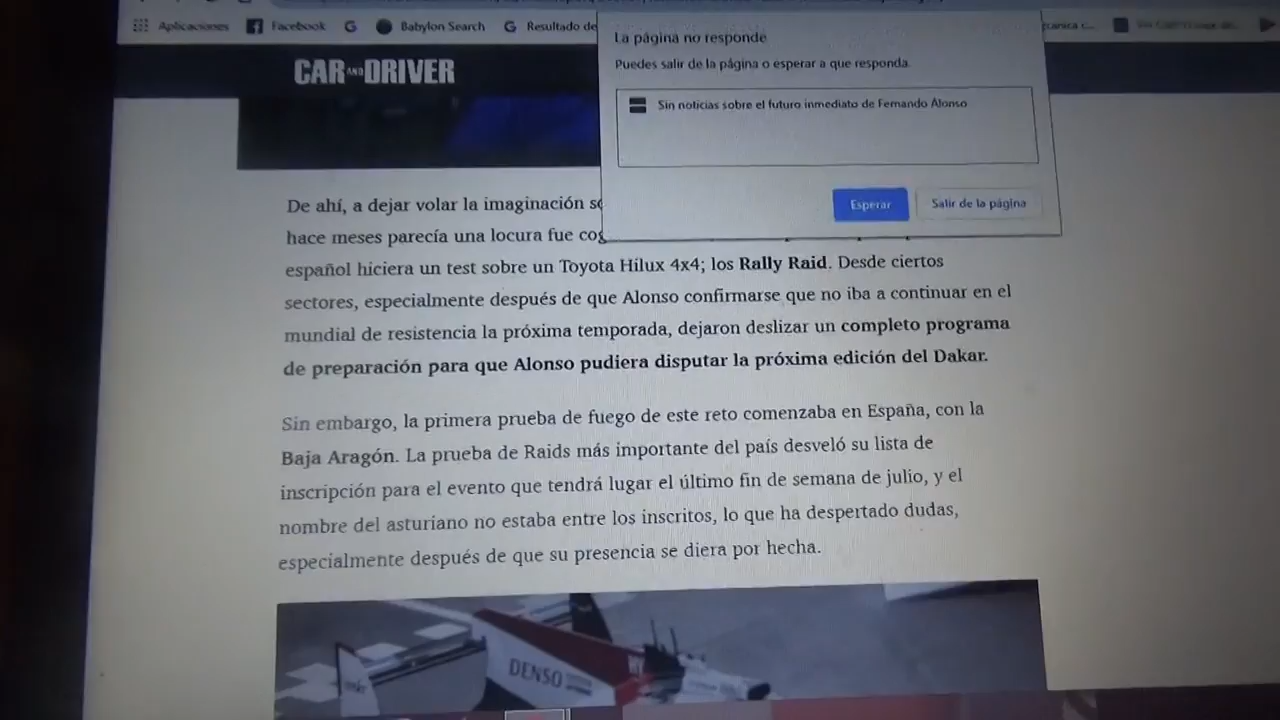 Aplicaciones Facebook Babylon Search Resultado de
CAR AND DRIVER
La página no responde
Puedes salir de la página o esperar a que responda.
Sin noticias sobre el futuro inmediato de Fernando Alonso
Esperar Salir de la página
De ahí, a dejar volar la imaginación
hace meses parecía una locura fue
español hiciera un test sobre un Toyota Hilux 4x4; los Rally Raid. Desde ciertos
sectores, especialmente después de que Alonso confirmarse que no iba a continuar en el
mundial de resistencia la próxima temporada, dejaron deslizar un completo programa
de preparación para que Alonso pudiera disputar la próxima edición del Dakar.
Sin embargo, la primera prueba de fuego de este reto comenzaba en España, con la
Baja Aragón. La prueba de Raids más importante del país desveló su lista de
inscripción para el evento que tendrá lugar el último fin de semana de julio, y el
nombre del asturiano no estaba entre los inscritos, lo que ha despertado dudas,
especialmente después de que su presencia se diera por hecha.
DENSO